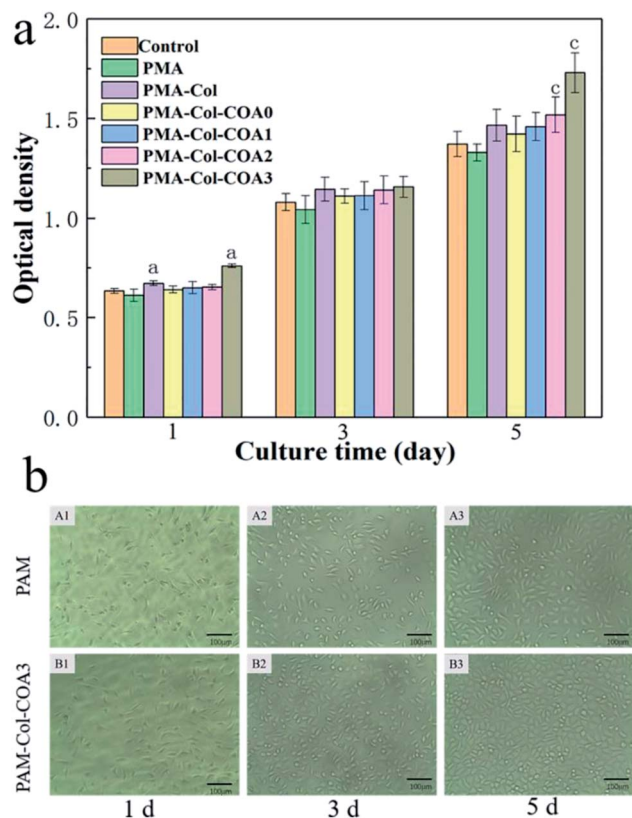 a
2.0
1.5
1.0
0.5
0.0
Optical density
Control
PMA
PMA-Col
PMA-Col-COA0
PMA-Col-COA1
PMA-Col-COA2
PMA-Col-COA3
a
a
c
c
1
3
5
Culture time (day)
b
PAM
A1
100μm
A2
100μm
A3
100μm
PAM-Col-COA3
B1
100μm
B2
100μm
B3
100μm
1 d
3 d
5 d